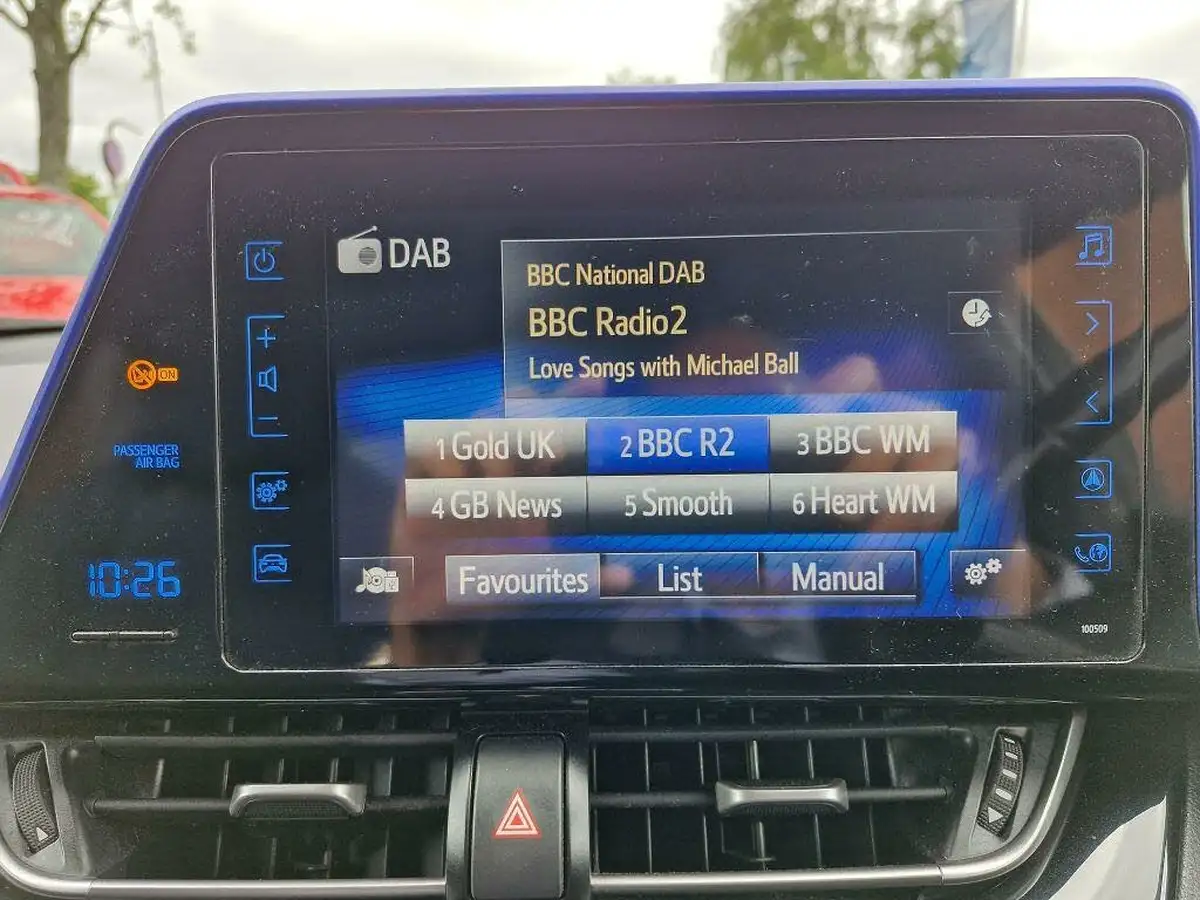 DAB
BBC National DAB
BBC Radio2
Love Songs with Michael Ball
ON
PASSENGER
AIR BAG
10:26
1 Gold UK
2 BBC R2
3 BBC WM
4 GB News
5 Smooth
6 Heart WM
Favourites
List
Manual
100509